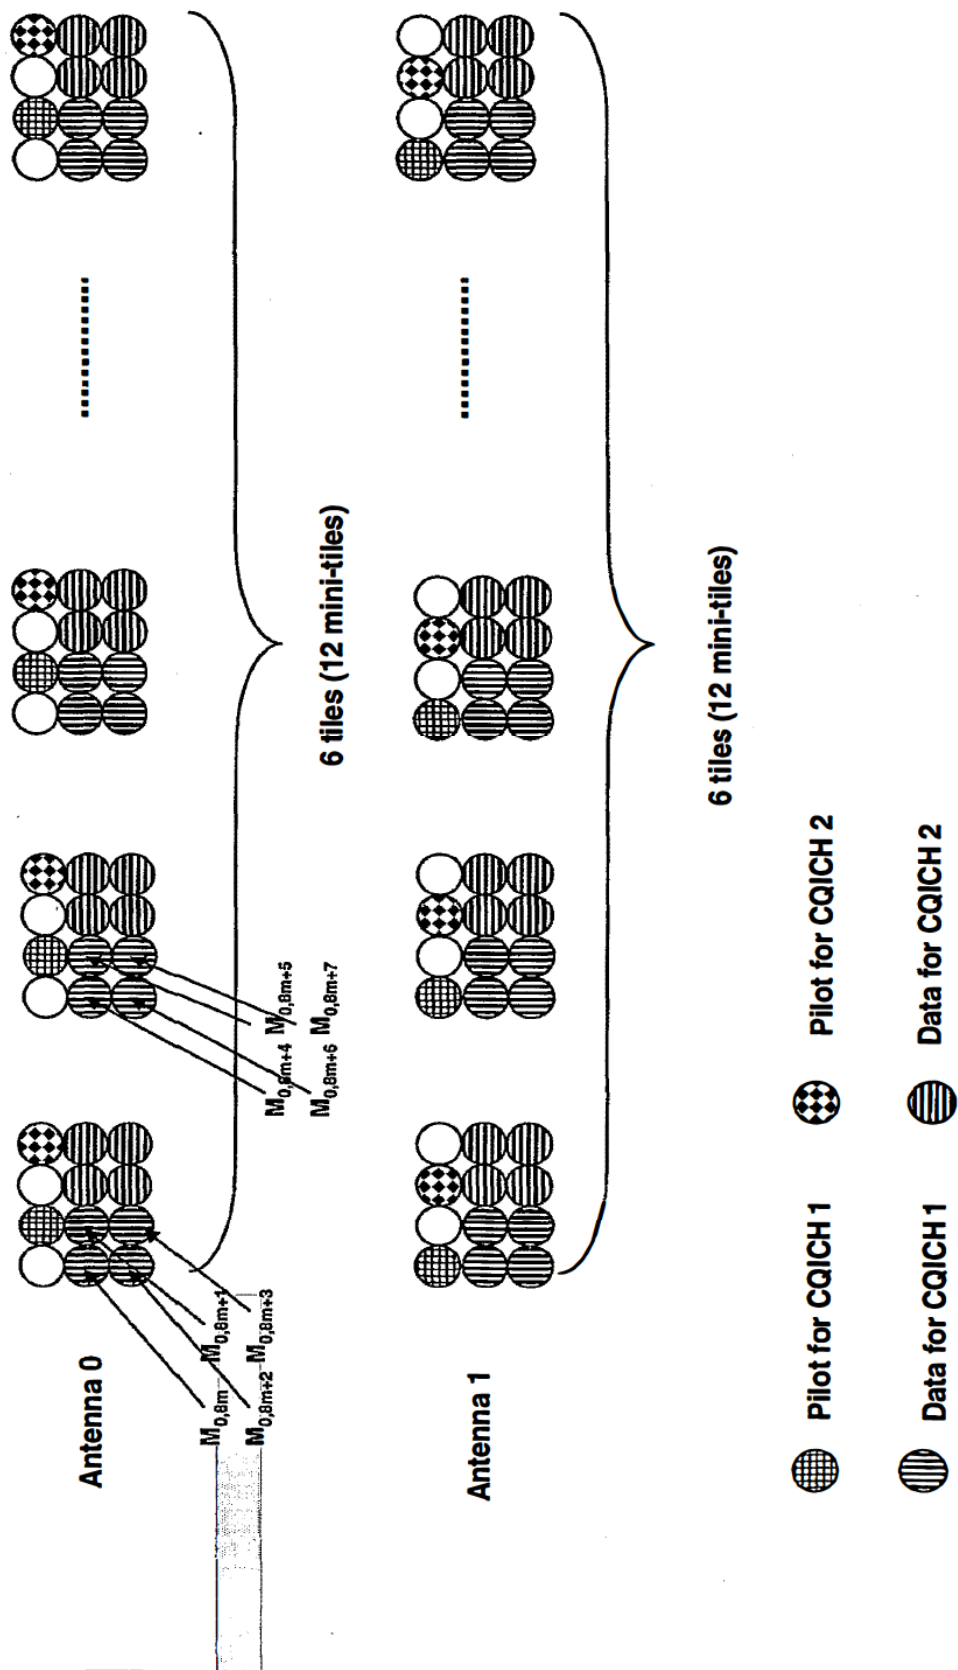 Antenna 0
M0,8m M0,8m+1
M0,8m+2 M0,8m+3
M0,8m+4 M0,8m+5
M0,8m+6 M0,8m+7
6 tiles (12 mini-tiles)
Antenna 1
6 tiles (12 mini-tiles)
Pilot for CQICH 1 Pilot for CQICH 2
Data for CQICH 1 Data for CQICH 2